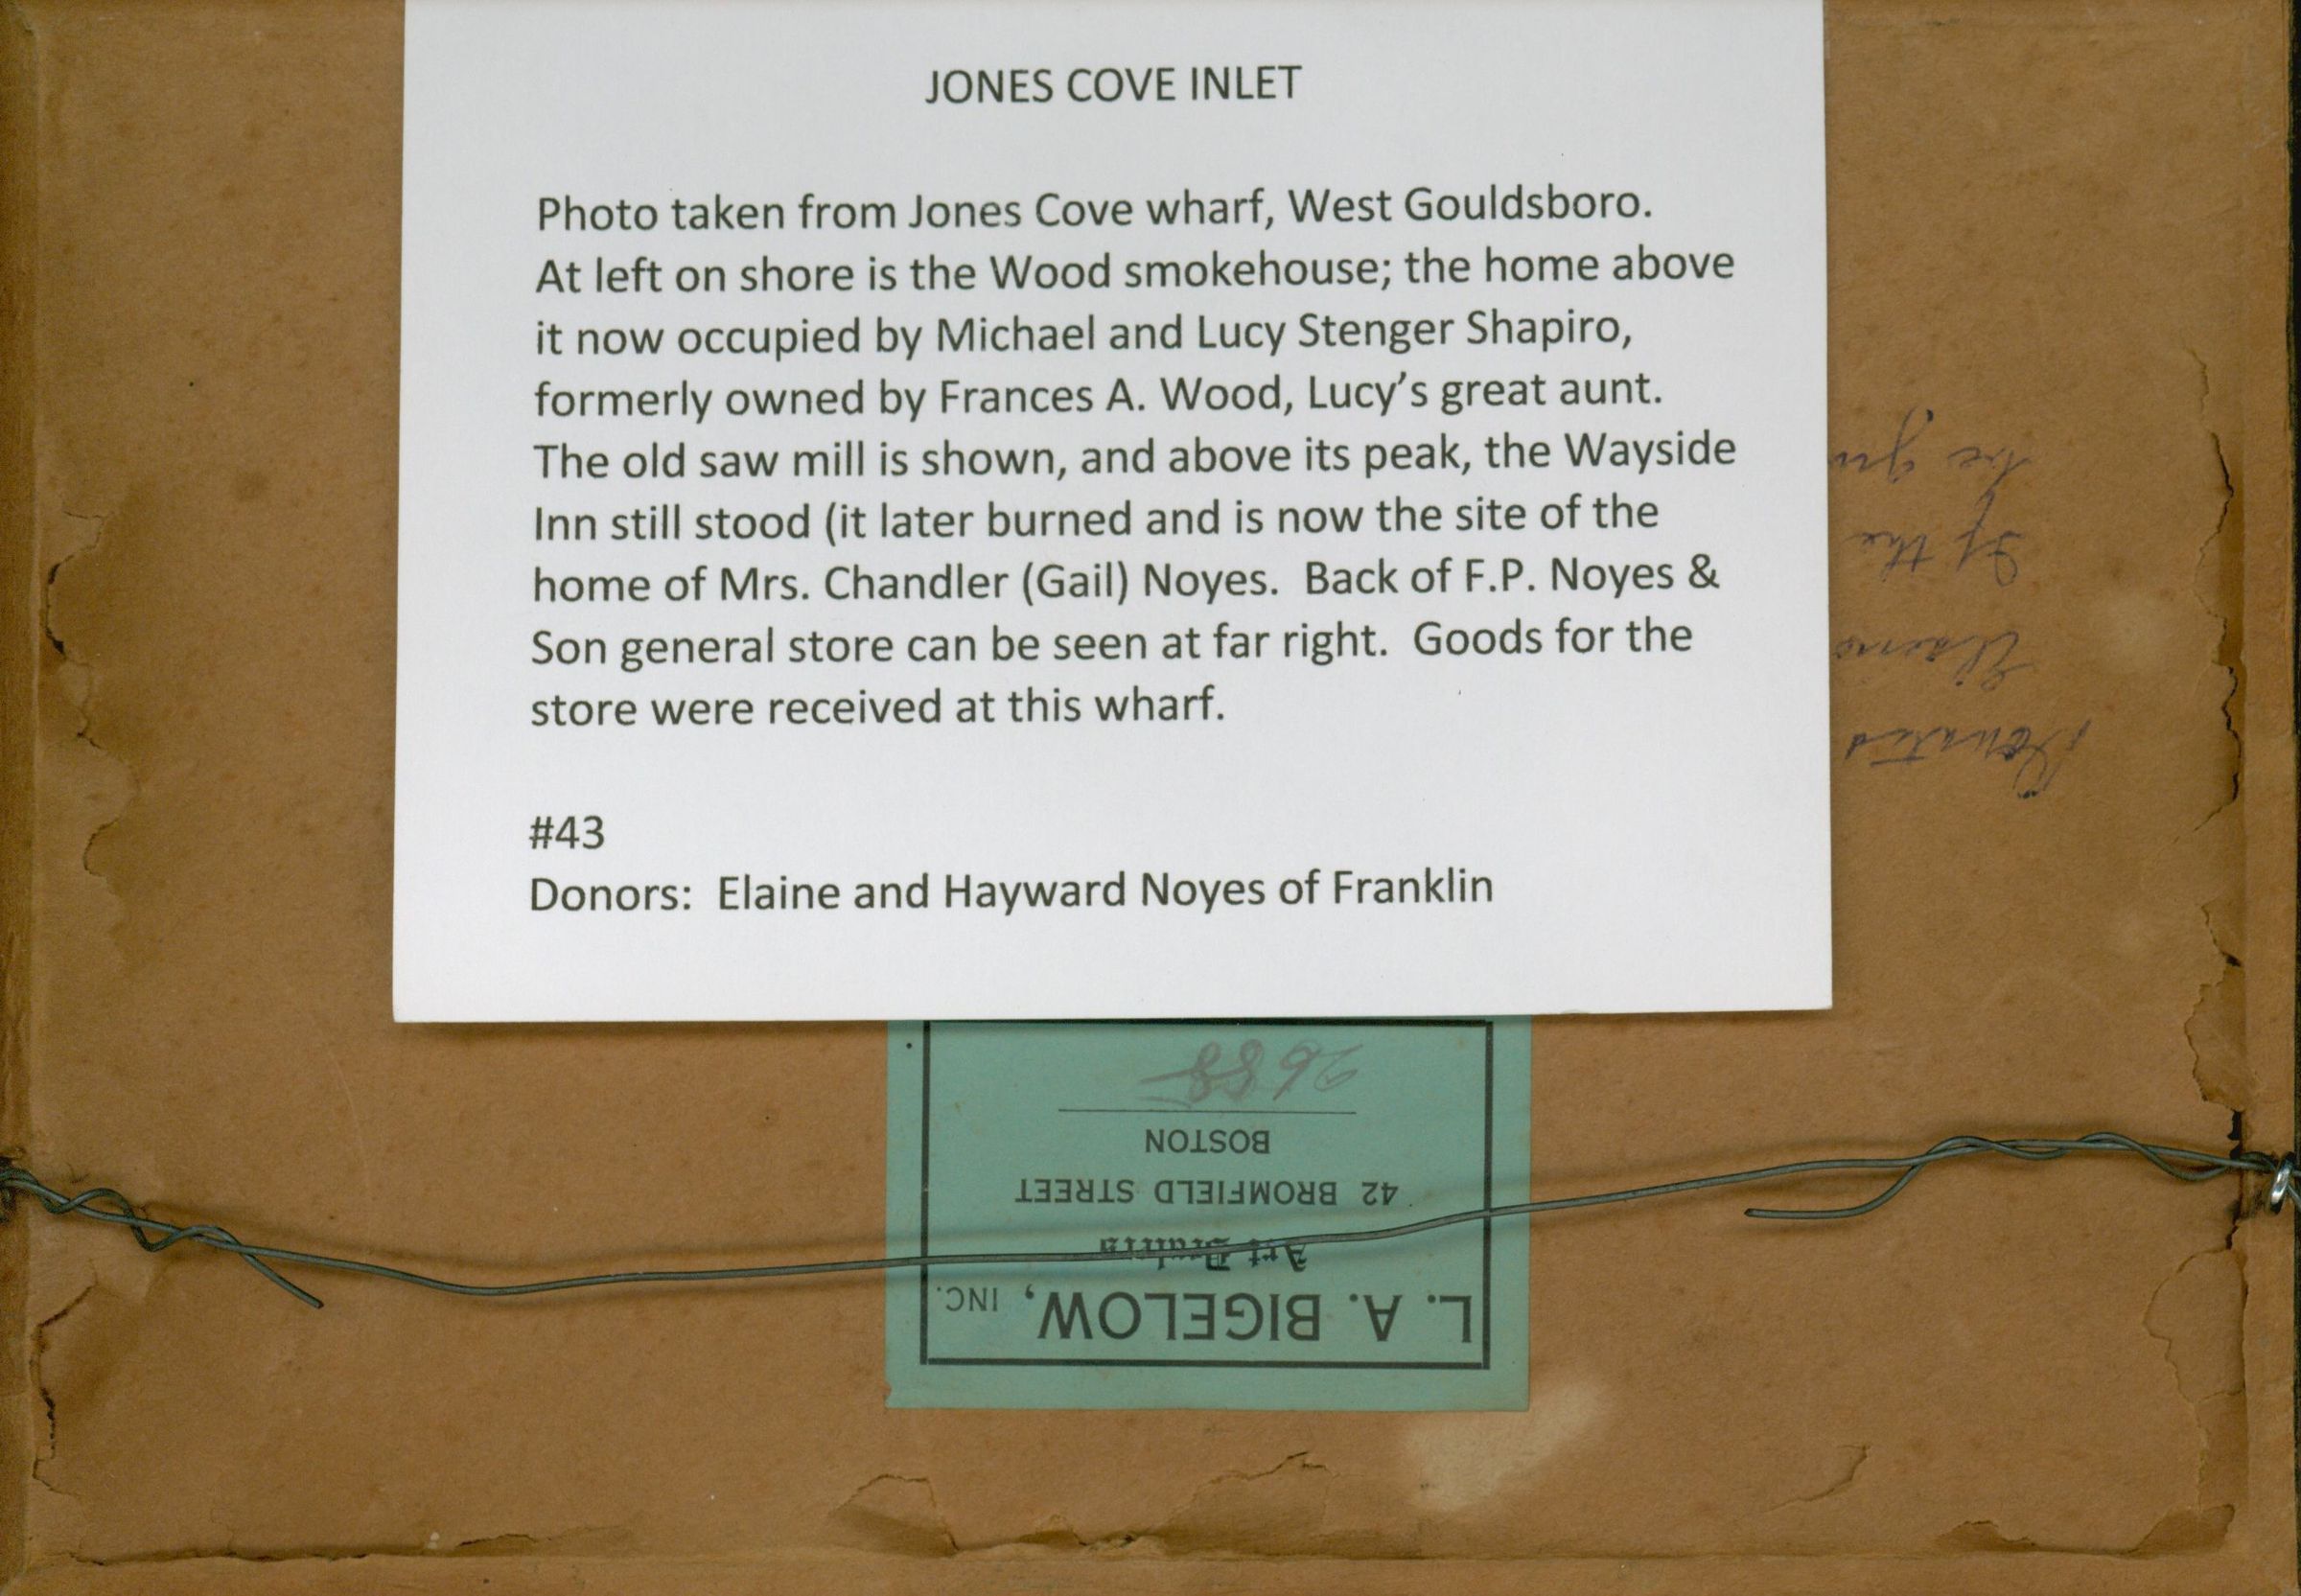 JONES COVE INLET
Photo taken from Jones Cove wharf, West Gouldsboro.
At left on shore is the Wood smokehouse; the home above
it now occupied by Michael and Lucy Stenger Shapiro,
formerly owned by Frances A. Wood, Lucy's great aunt.
The old saw mill is shown, and above its peak, the Wayside
Inn still stood (it later burned and is now the site of the
home of Mrs. Chandler (Gail) Noyes.  Back of F.P. Noyes &
Son general store can be seen at far right.  Goods for the
store were received at this wharf.
#43
Donors:  Elaine and Hayward Noyes of Franklin
L. A. BIGELOW, INC.
Art Dealers
42 BROMFIELD STREET
BOSTON
2688
Donated
Elaine
of the